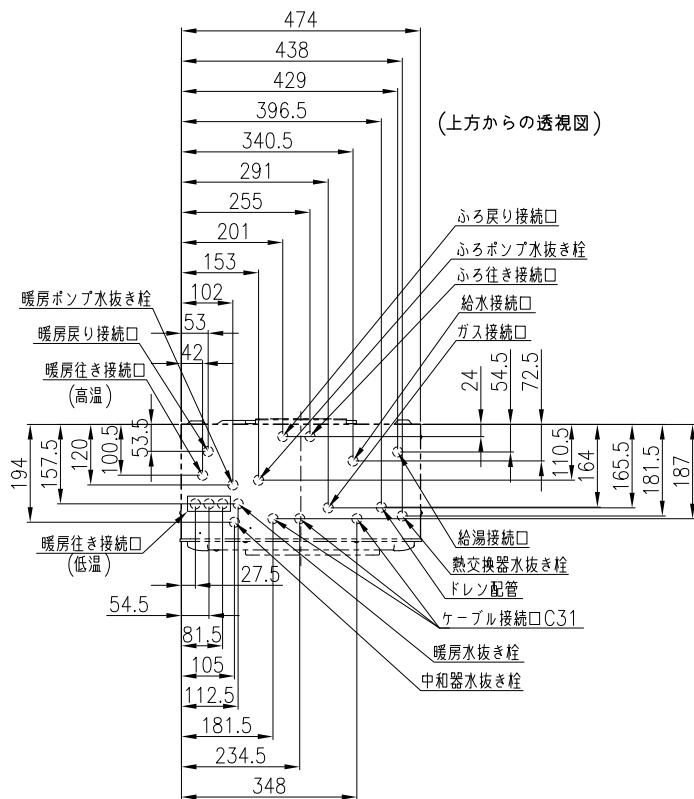 474
438
429
396.5
(上方からの透視図)
340.5
291
255
201
153
102
53
42
ふろ戻り接続口
ふろポンプ水抜き栓
ふろ往き接続口
給水接続口
ガス接続口
暖房ポンプ水抜き栓
暖房戻り接続口
暖房往き接続口
(高温)
24
54.5
72.5
194
157.5
120
100.5
53.5
110.5
164
165.5
181.5
187
暖房往き接続口
(低温)
給湯接続口
熱交換器水抜き栓
ドレン配管
ケーブル接続口C31
暖房水抜き栓
中和器水抜き栓
27.5
54.5
81.5
105
112.5
181.5
234.5
348